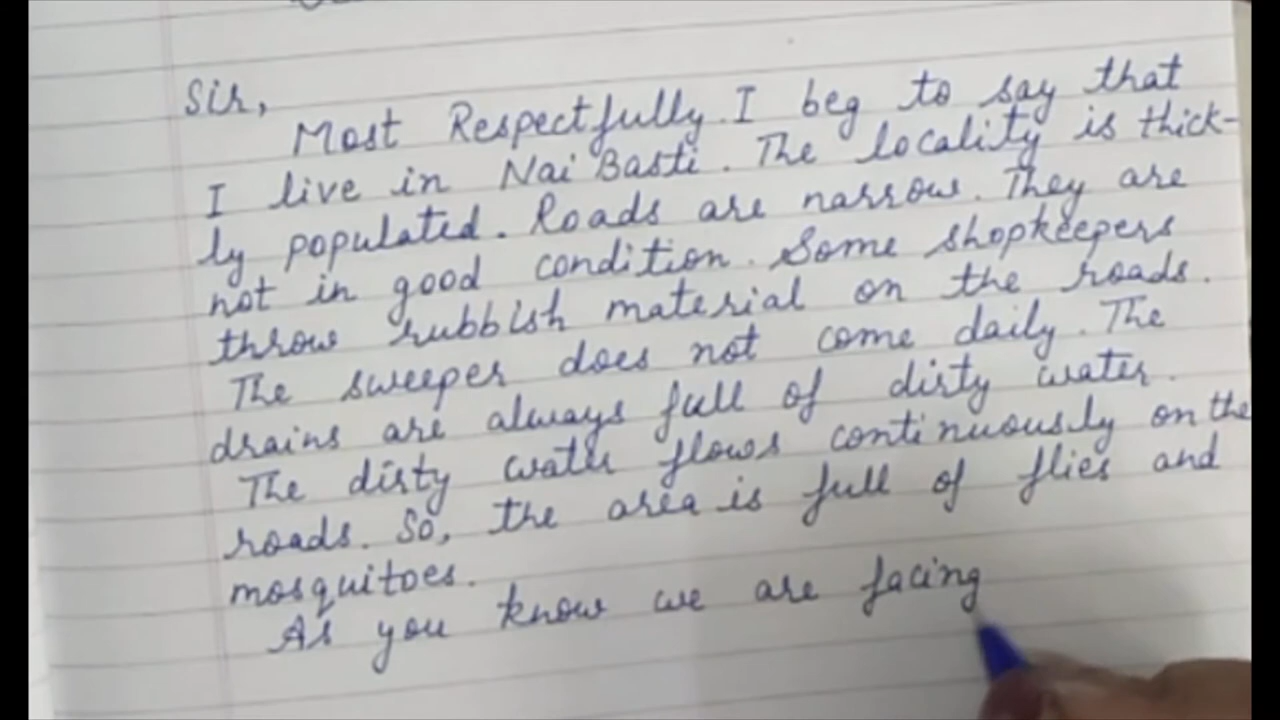 Sir,
Most Respectfully I beg to say that
I live in Nai Basti. The locality is thick-
ly populated. Roads are narrow. They are
not in good condition. Some shopkeepers
throw rubbish material on the roads.
The sweeper does not come daily. The
drains are always full of dirty water.
The dirty water flows continuously on the
roads. So, the area is full of flies and
mosquitoes.
As you know we are facing